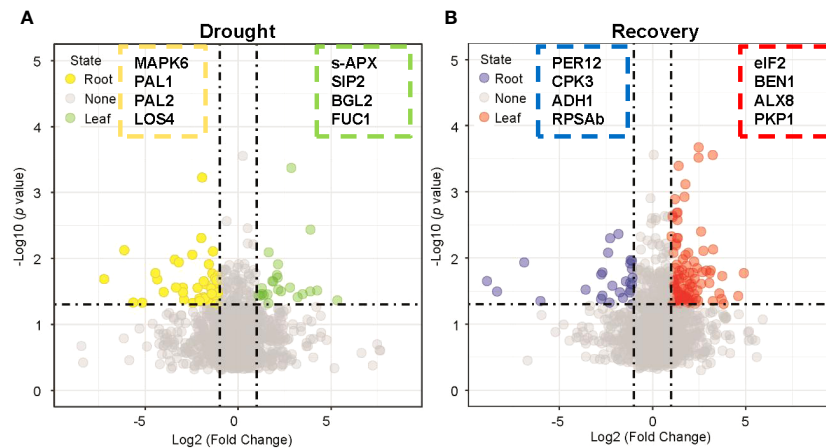 A
Drought
State
Root
None
Leaf
MAPK6
PAL1
PAL2
LOS4
s-APX
SIP2
BGL2
FUC1
5
4
3
2
1
0
-Log10 (p value)
-5
0
5
Log2 (Fold Change)
B
Recovery
State
Root
None
Leaf
PER12
CPK3
ADH1
RPSAb
eIF2
BEN1
ALX8
PKP1
5
4
3
2
1
0
-Log10 (p value)
-5
0
5
Log2 (Fold Change)